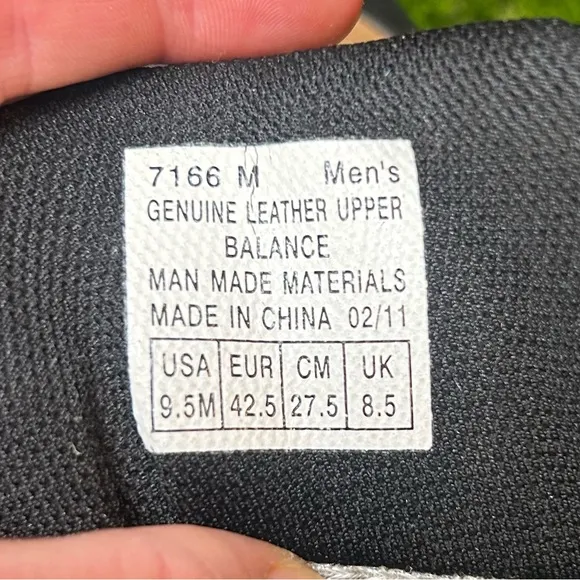 7166 M Men's
GENUINE LEATHER UPPER
BALANCE
MAN MADE MATERIALS
MADE IN CHINA 02/11
USA EUR CM UK
9.5M 42.5 27.5 8.5